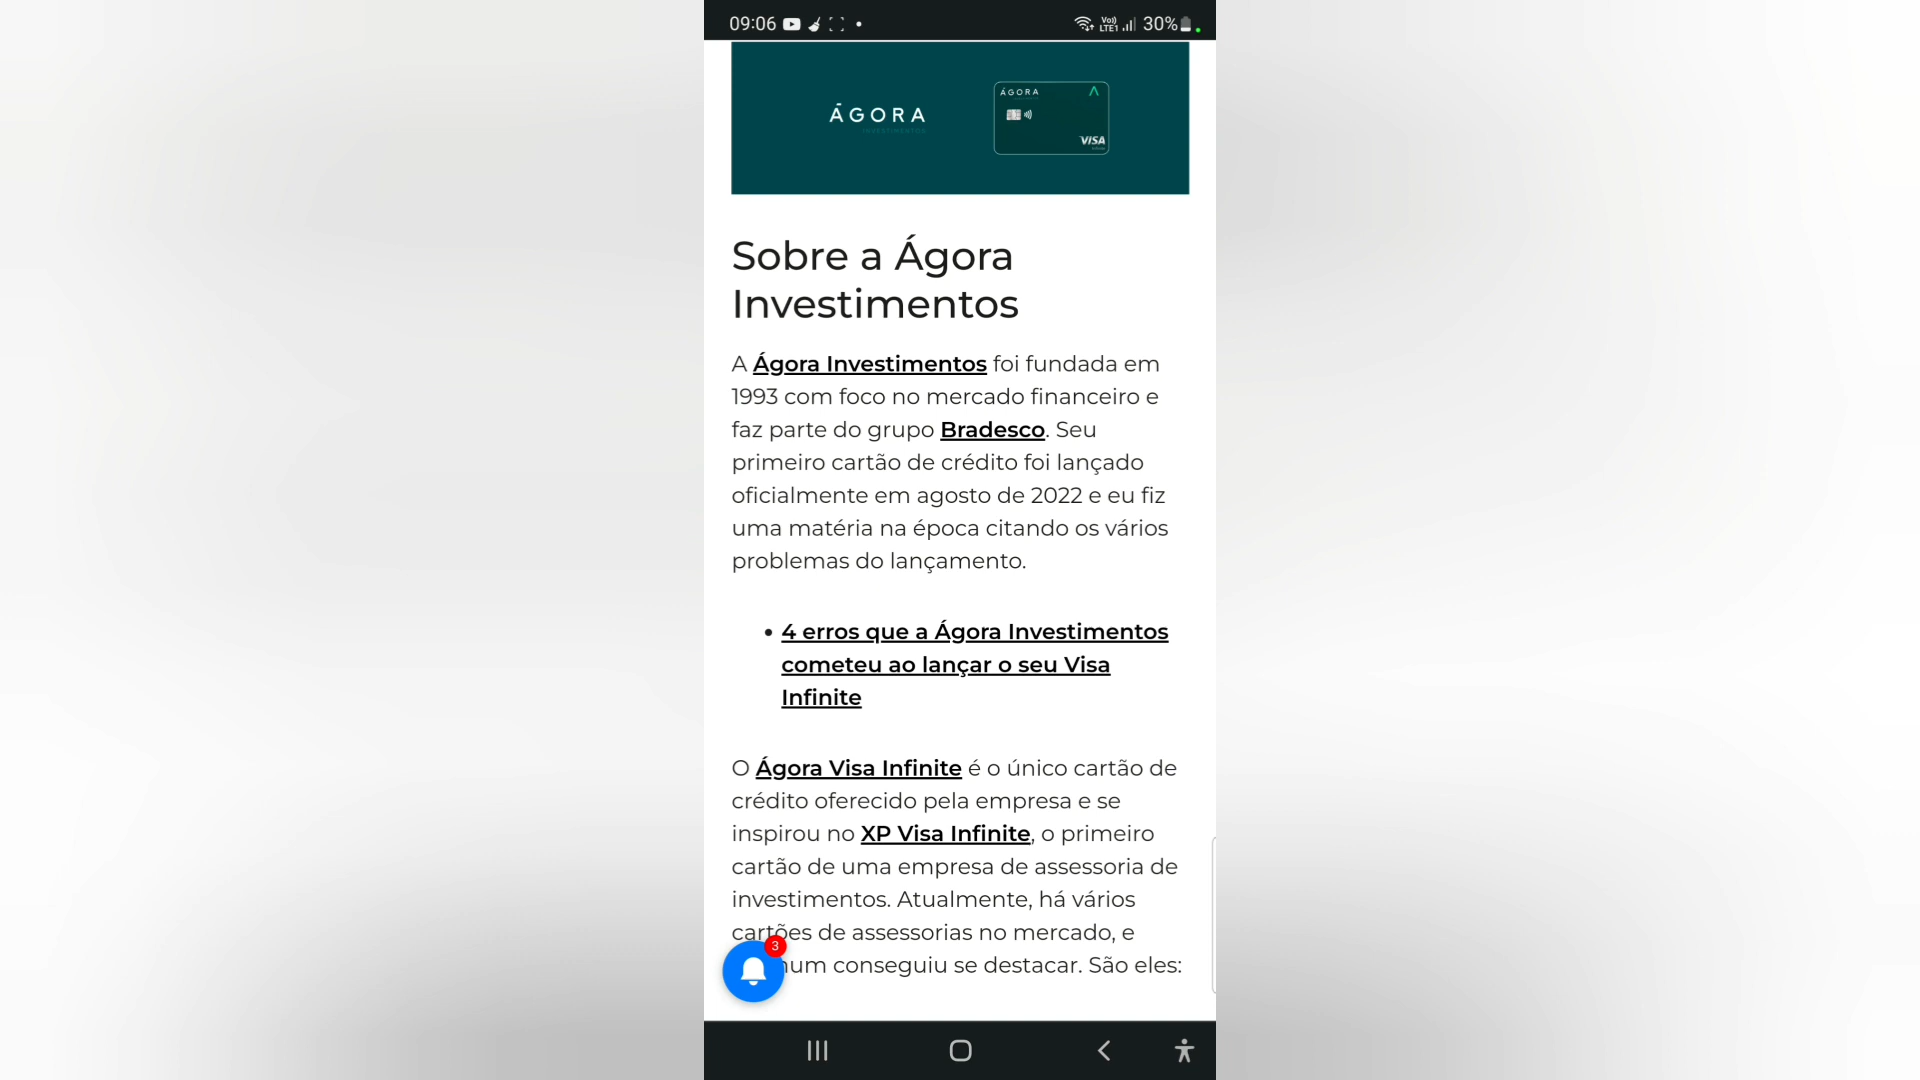 09:06
Vo)) LTE1 30%
ÁGORA
INVESTIMENTOS
ÁGORA
VISA
Sobre a Ágora
Investimentos
A Ágora Investimentos foi fundada em
1993 com foco no mercado financeiro e
faz parte do grupo Bradesco. Seu
primeiro cartão de crédito foi lançado
oficialmente em agosto de 2022 e eu fiz
uma matéria na época citando os vários
problemas do lançamento.
• 4 erros que a Ágora Investimentos
cometeu ao lançar o seu Visa
Infinite
O Ágora Visa Infinite é o único cartão de
crédito oferecido pela empresa e se
inspirou no XP Visa Infinite, o primeiro
cartão de uma empresa de assessoria de
investimentos. Atualmente, há vários
cartões de assessorias no mercado, e
hum conseguiu se destacar. São eles:
3